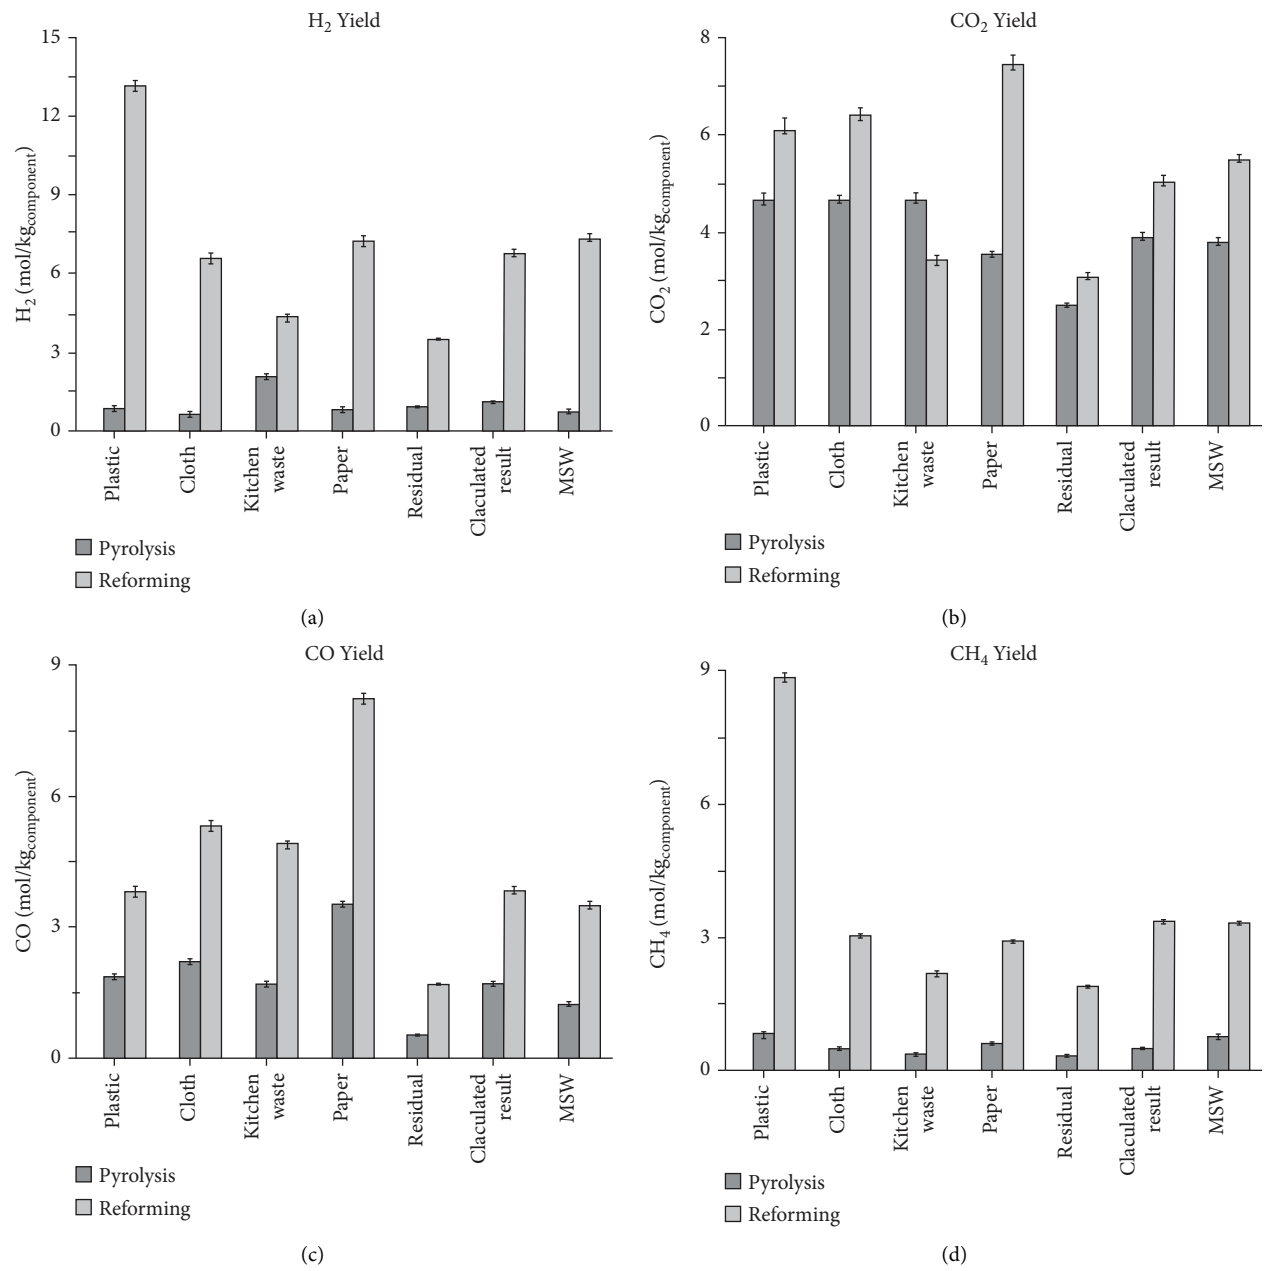 H2 Yield
15
12
9
6
3
0
H2 (mol/kgcomponent)
Plastic
Cloth
Kitchen
waste
Paper
Residual
Claculated
result
MSW
Pyrolysis
Reforming
(a)
CO2 Yield
8
6
4
2
0
CO2 (mol/kgcomponent)
Plastic
Cloth
Kitchen
waste
Paper
Residual
Claculated
result
MSW
Pyrolysis
Reforming
(b)
CO Yield
9
6
3
0
CO (mol/kgcomponent)
Plastic
Cloth
Kitchen
waste
Paper
Residual
Claculated
result
MSW
Pyrolysis
Reforming
(c)
CH4 Yield
9
6
3
0
CH4 (mol/kgcomponent)
Plastic
Cloth
Kitchen
waste
Paper
Residual
Claculated
result
MSW
Pyrolysis
Reforming
(d)